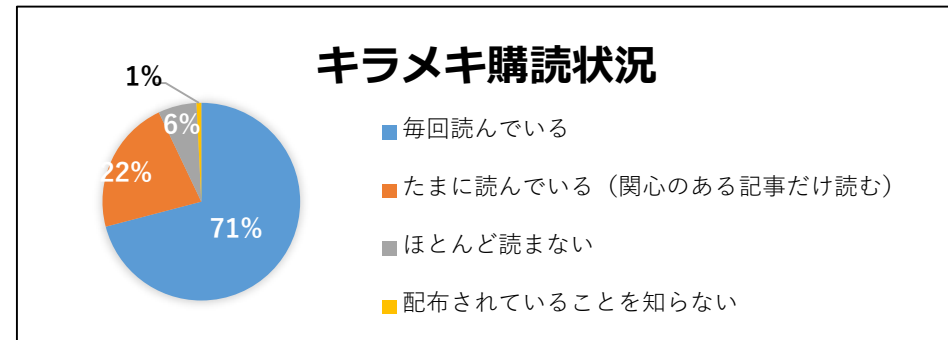 キラメキ購読状況
1%
6%
22%
71%
毎回読んでいる
たまに読んでいる（関心のある記事だけ読む）
ほとんど読まない
配布されていることを知らない